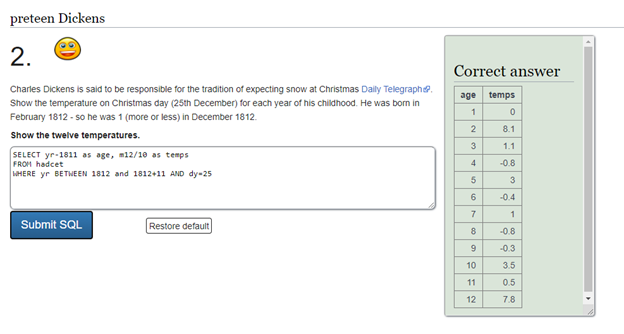 preteen Dickens
2.
Charles Dickens is said to be responsible for the tradition of expecting snow at Christmas Daily Telegraph.
Show the temperature on Christmas day (25th December) for each year of his childhood. He was born in
February 1812 - so he was 1 (more or less) in December 1812.
Show the twelve temperatures.
SELECT yr-1811 as age, m12/10 as temps
FROM hadcet
WHERE yr BETWEEN 1812 and 1812+11 AND dy=25
Submit SQL
Restore default
Correct answer
age temps
1 0
2 8.1
3 1.1
4 -0.8
5 3
6 -0.4
7 1
8 -0.8
9 -0.3
10 3.5
11 0.5
12 7.8